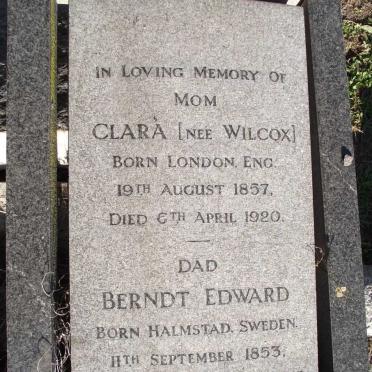 IN LOVING MEMORY OF
MOM
CLARA [NEE WILCOX]
BORN LONDON, ENG.
19TH AUGUST 1857,
DIED 6TH APRIL 1920.
DAD
BERNDT EDWARD
BORN HALMSTAD, SWEDEN.
11TH SEPTEMBER 1853,